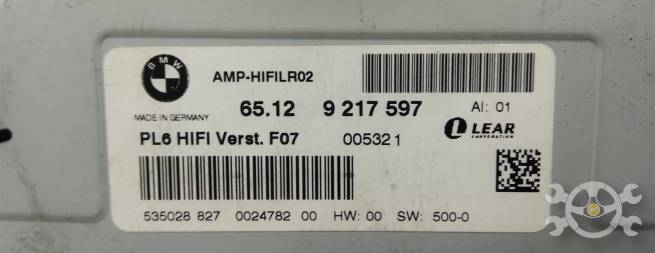 BMW
AMP-HIFILR02
65.12 9 217 597 AI: 01
MADE IN GERMANY
PL6 HIFI Verst. F07 005321
LEAR
CORPORATION
535028 827 0024782 00 HW: 00 SW: 500-0